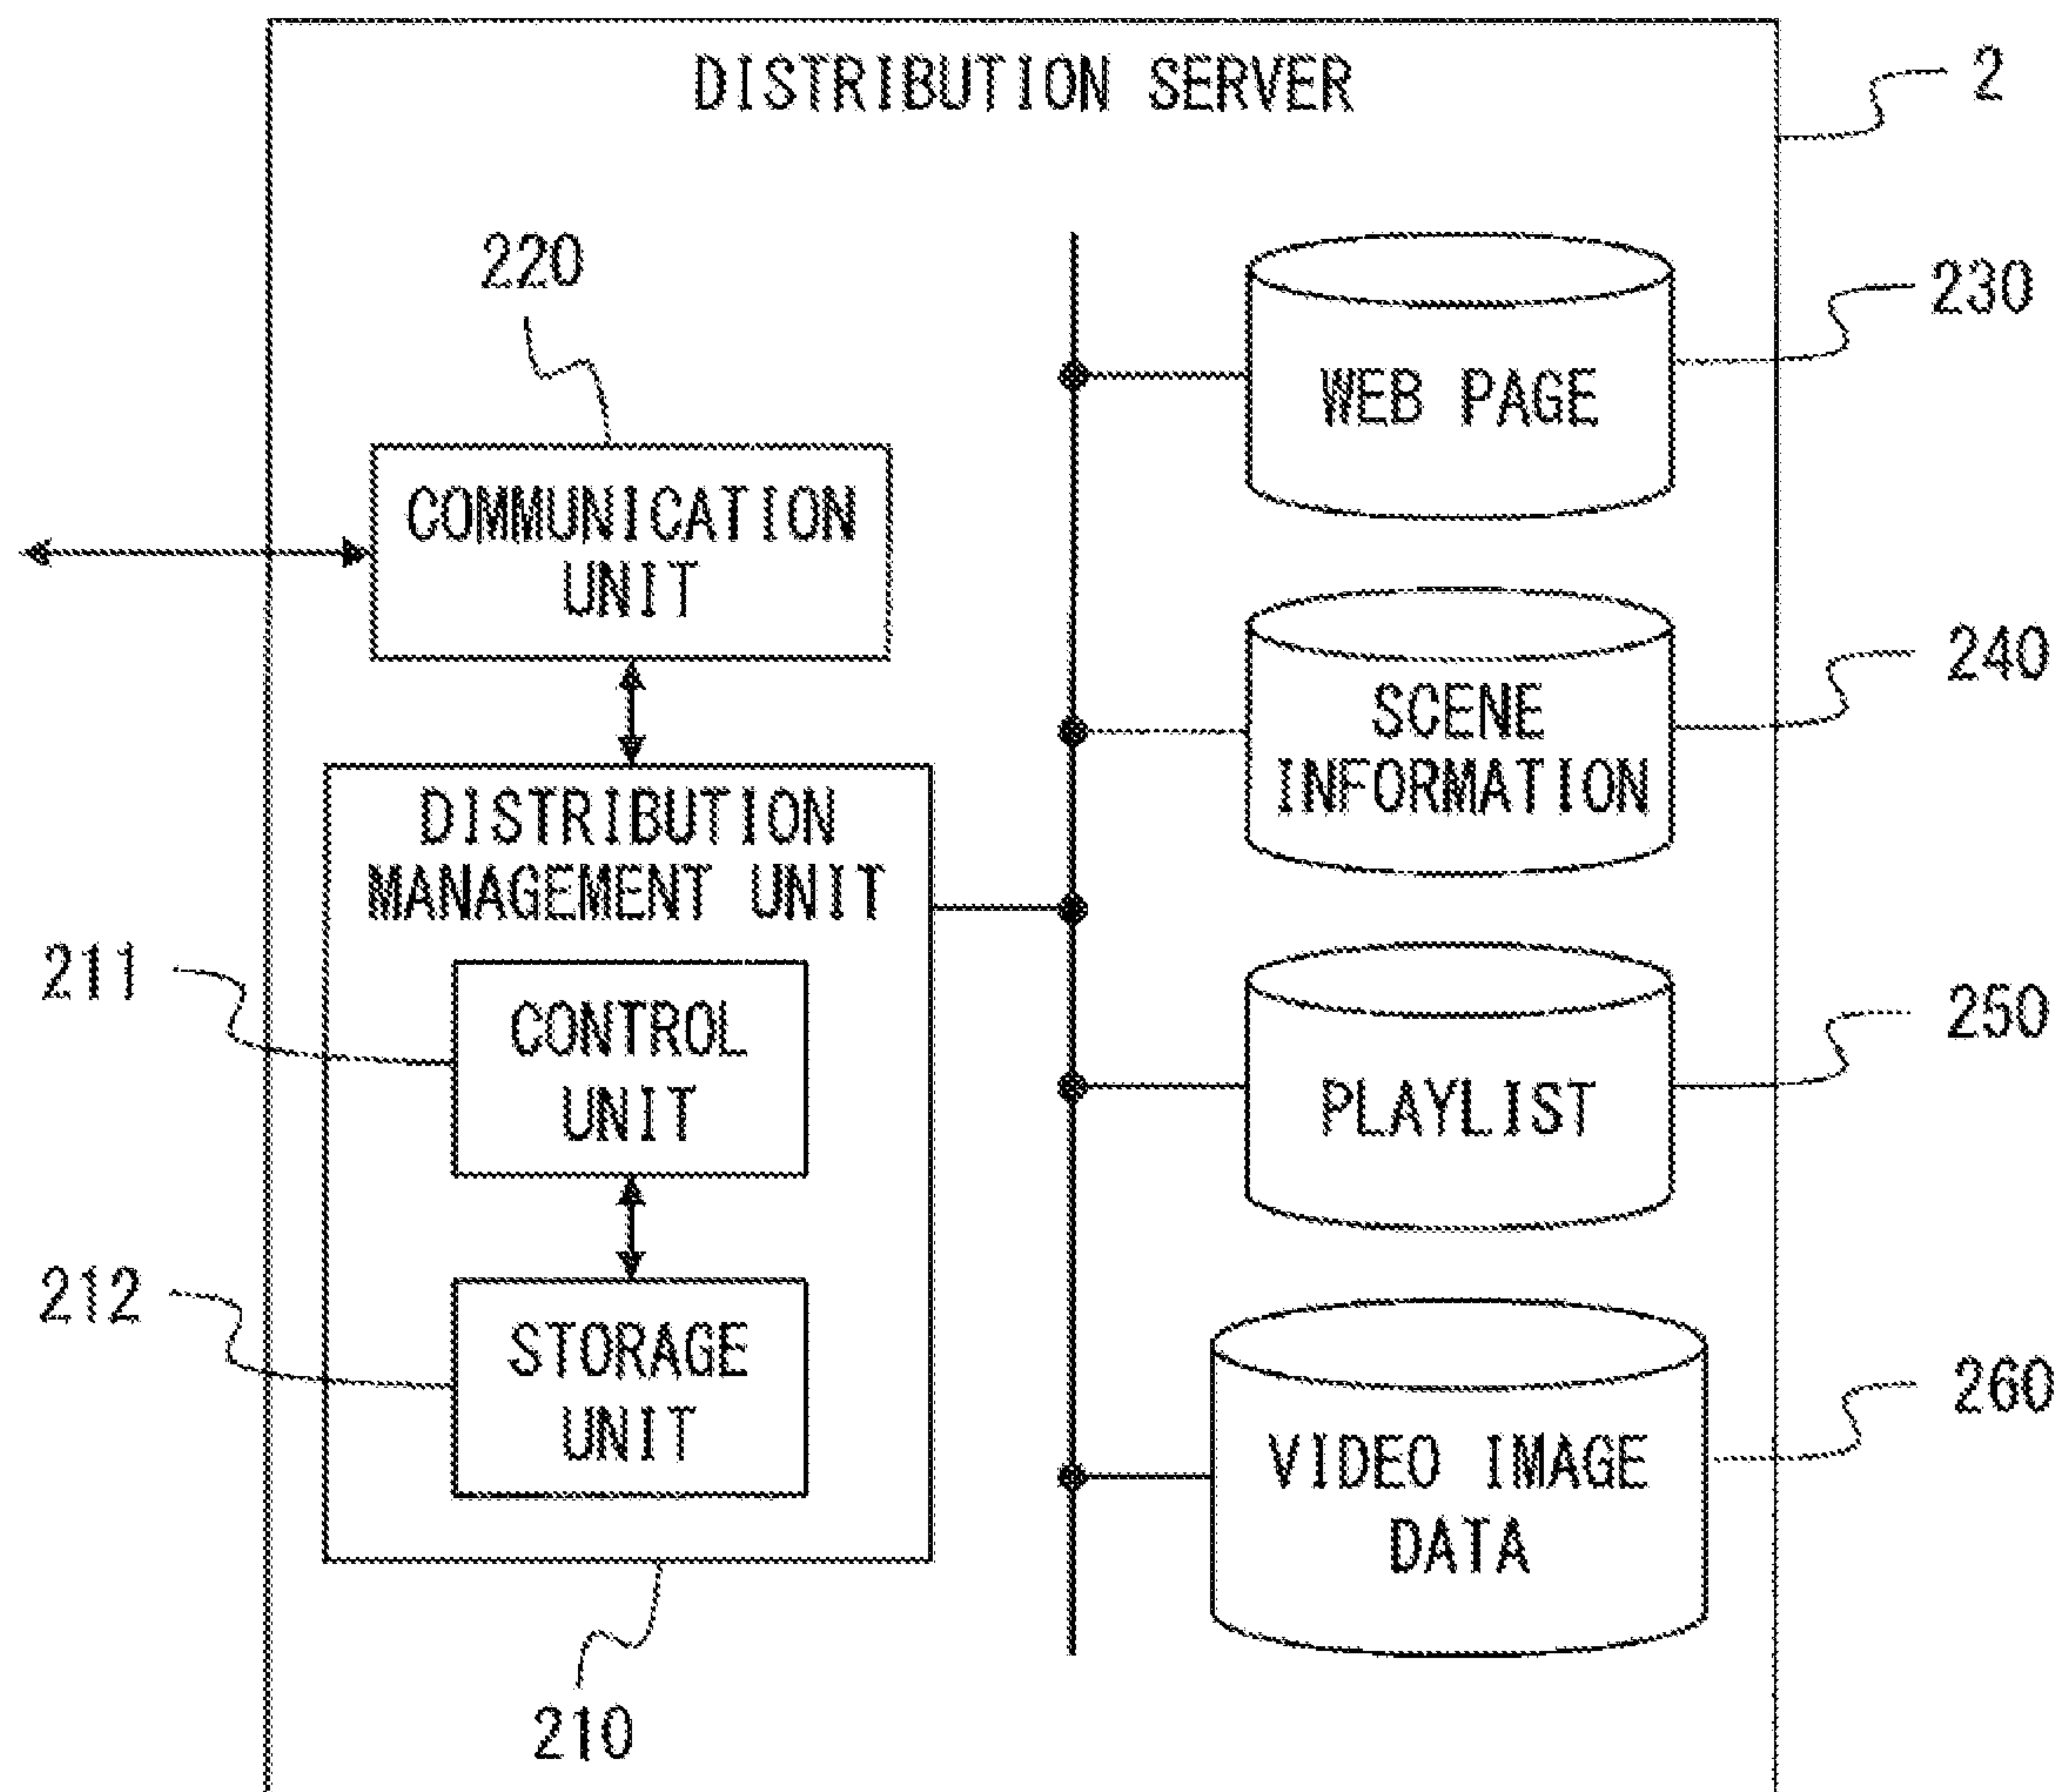 DISTRIBUTION SERVER
2
220
230
WEB PAGE
COMMUNICATION
UNIT
240
SCENE
INFORMATION
DISTRIBUTION
MANAGEMENT UNIT
211
CONTROL
UNIT
250
PLAYLIST
212
STORAGE
UNIT
260
VIDEO IMAGE
DATA
210